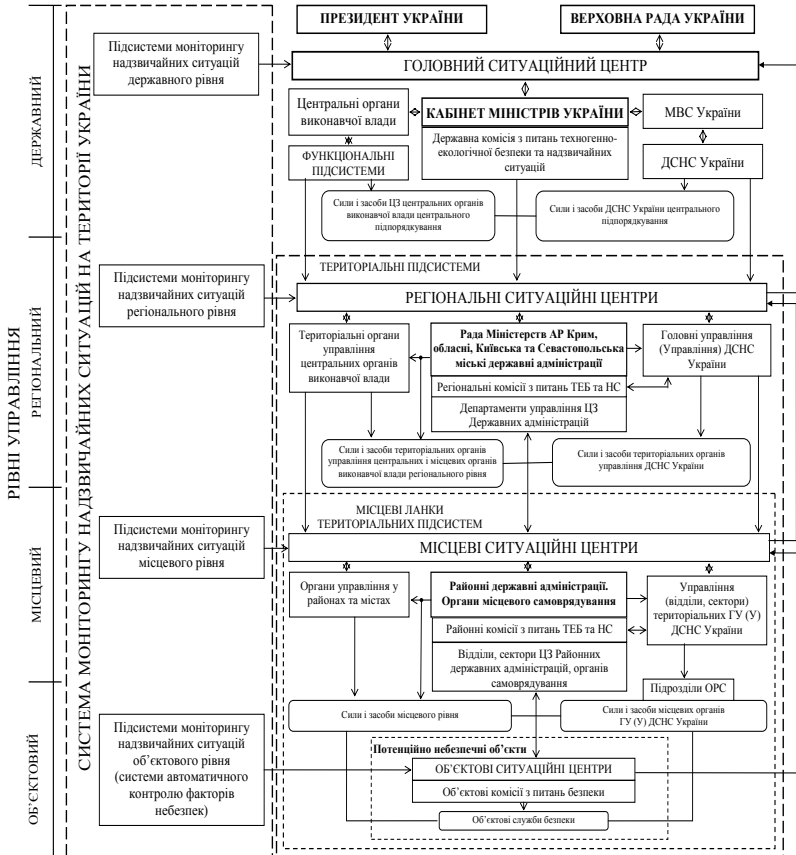 ПРЕЗИДЕНТ УКРАЇНИ
ВЕРХОВНА РАДА УКРАЇНИ
РІВНІ УПРАВЛІННЯ
ДЕРЖАВНИЙ
РЕГІОНАЛЬНИЙ
МІСЦЕВИЙ
ОБ’ЄКТОВИЙ
СИСТЕМА МОНІТОРИНГУ НАДЗВИЧАЙНИХ СИТУАЦІЙ НА ТЕРИТОРІЇ УКРАЇНИ
Підсистеми моніторингу
надзвичайних ситуацій
державного рівня
ГОЛОВНИЙ СИТУАЦІЙНИЙ ЦЕНТР
Центральні органи
виконавчої влади
КАБІНЕТ МІНІСТРІВ УКРАЇНИ
МВС України
Державна комісія з питань техногенно-
екологічної безпеки та надзвичайних
ситуацій
ФУНКЦІОНАЛЬНІ
ПІДСИСТЕМИ
ДСНС України
Сили і засоби ЦЗ центральних органів
виконавчої влади центрального
підпорядкування
Сили і засоби ДСНС України центрального
підпорядкування
ТЕРИТОРІАЛЬНІ ПІДСИСТЕМИ
Підсистеми моніторингу
надзвичайних ситуацій
регіонального рівня
РЕГІОНАЛЬНІ СИТУАЦІЙНІ ЦЕНТРИ
Територіальні органи
управління
центральних органів
виконавчої влади
Рада Міністерств АР Крим,
обласні, Київська та Севастопольська
міські державні адміністрації
Головні управління
(Управління) ДСНС
України
Регіональні комісії з питань ТЕБ та НС
Департаменти управління ЦЗ
Державних адміністрацій
Сили і засоби територіальних органів
управління центральних і місцевих органів
виконавчої влади регіонального рівня
Сили і засоби територіальних органів
управління ДСНС України
МІСЦЕВІ ЛАНКИ
ТЕРИТОРІАЛЬНИХ ПІДСИСТЕМ
Підсистеми моніторингу
надзвичайних ситуацій
місцевого рівня
МІСЦЕВІ СИТУАЦІЙНІ ЦЕНТРИ
Органи управління у
районах та містах
Районні державні адміністрації.
Органи місцевого самоврядування
Управління
(відділи, сектори)
територіальних ГУ (У)
ДСНС України
Районні комісії з питань ТЕБ та НС
Відділи, сектори ЦЗ Районних
державних адміністрацій, органів
самоврядування
Підрозділи ОРС
Сили і засоби місцевого рівня
Сили і засоби місцевих органів
ГУ (У) ДСНС України
Підсистеми моніторингу
надзвичайних ситуацій
об’єктового рівня
(системи автоматичного
контролю факторів
небезпек)
Потенційно небезпечні об’єкти
ОБ’ЄКТОВІ СИТУАЦІЙНІ ЦЕНТРИ
Об’єктові комісії з питань безпеки
Об’єктові служби безпеки